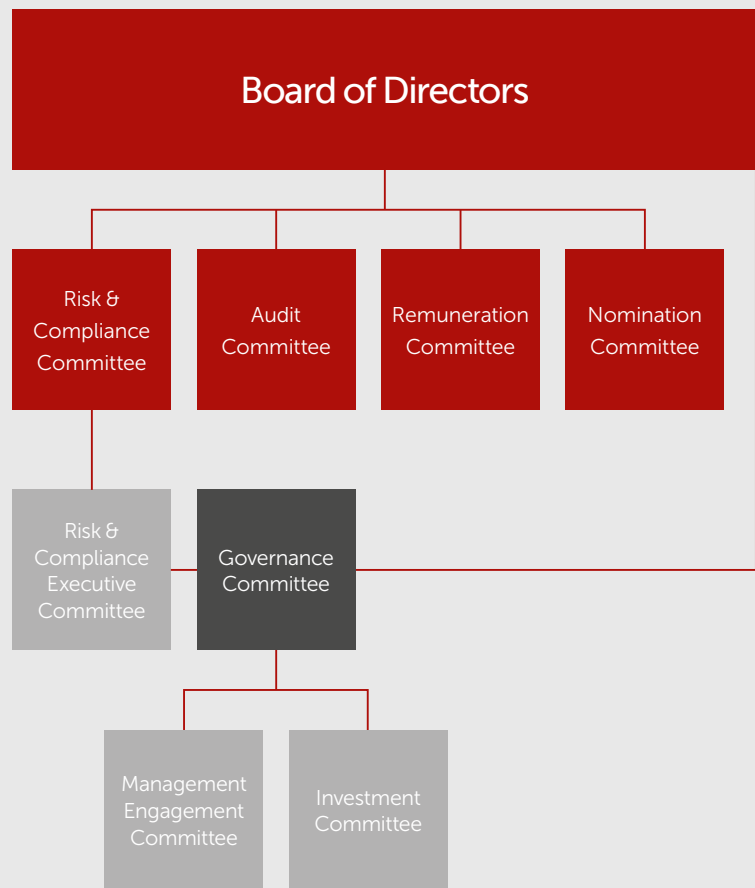 Board of Directors
Risk &
Compliance
Committee
Audit
Committee
Remuneration
Committee
Nomination
Committee
Risk &
Compliance
Executive
Committee
Governance
Committee
Management
Engagement
Committee
Investment
Committee